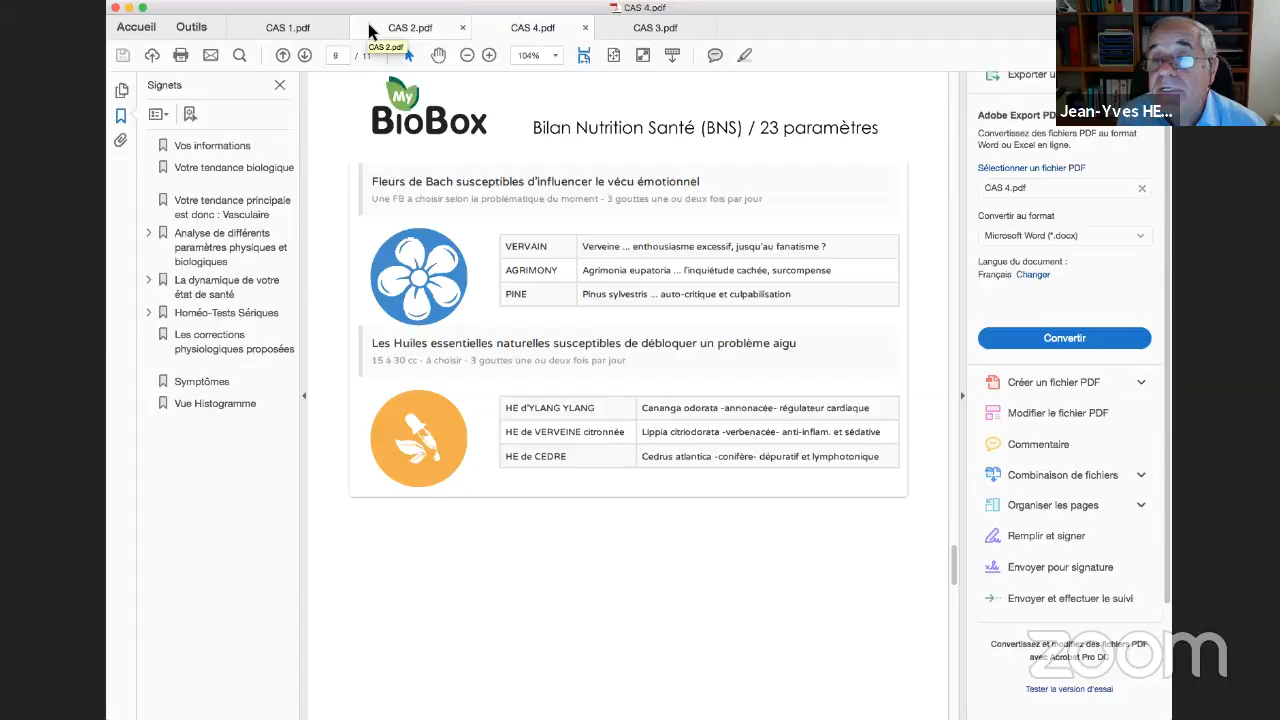 CAS 4.pdf
Accueil
Outils
CAS 1.pdf
CAS 2.pdf
CAS 4.pdf
CAS 3.pdf
CAS 2.pdf
9 / 11
104%
Signets
Vos informations
Votre tendance biologique
Votre tendance principale
est donc : Vasculaire
Analyse de différents
paramètres physiques et
biologiques
La dynamique de votre
état de santé
Homéo-Tests Sériques
Les corrections
physiologiques proposées
Symptômes
Vue Histogramme
My
BioBox
Bilan Nutrition Santé (BNS) / 23 paramètres
Fleurs de Bach susceptibles d'influencer le vécu émotionnel
Une FB à choisir selon la problématique du moment - 3 gouttes une ou deux fois par jour
VERVAIN Verveine ... enthousiasme excessif, jusqu'au fanatisme ?
AGRIMONY Agrimonia eupatoria ... l'inquiétude cachée, surcompense
PINE Pinus sylvestris ... auto-critique et culpabilisation
Les Huiles essentielles naturelles susceptibles de débloquer un problème aigu
15 à 30 cc - à choisir - 3 gouttes une ou deux fois par jour
HE d'YLANG YLANG Cananga odorata -annonacée- régulateur cardiaque
HE de VERVEINE citronnée Lippia citriodorata -verbenacée- anti-inflam. et sédative
HE de CEDRE Cedrus atlantica -conifère- dépuratif et lymphotonique
Exporter u
Adobe Export PD
Convertissez des fichiers PDF au format
Word ou Excel en ligne.
Sélectionner un fichier PDF
CAS 4.pdf
Convertir au format
Microsoft Word (*.docx)
Langue du document :
Français Changer
Convertir
Créer un fichier PDF
Modifier le fichier PDF
Commentaire
Combinaison de fichiers
Organiser les pages
Remplir et signer
Envoyer pour signature
Envoyer et effectuer le suivi
Convertissez et modifiez des fichiers PDF
avec Acrobat Pro DC
Tester la version d'essai
Jean-Yves HE...
zoom